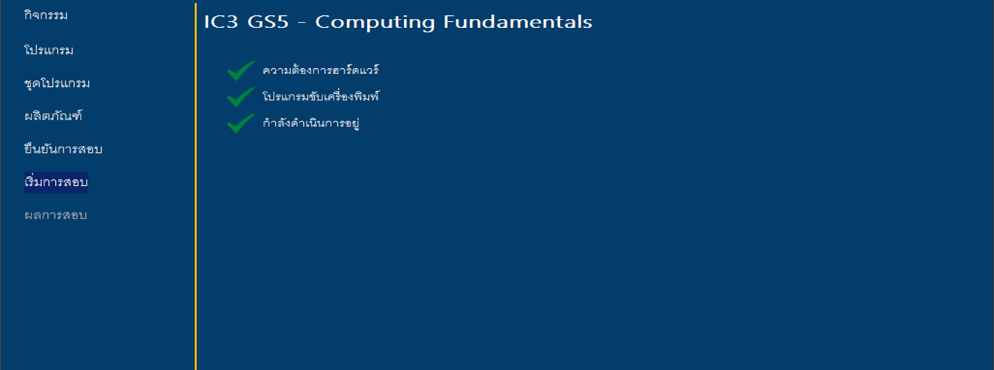 กิจกรรม
โปรแกรม
ชุดโปรแกรม
ผลิตภัณฑ์
ยืนยันการสอบ
เริ่มการสอบ
ผลการสอบ
IC3 GS5 - Computing Fundamentals
ความต้องการฮาร์ดแวร์
โปรแกรมขับเครื่องพิมพ์
กำลังดำเนินการอยู่